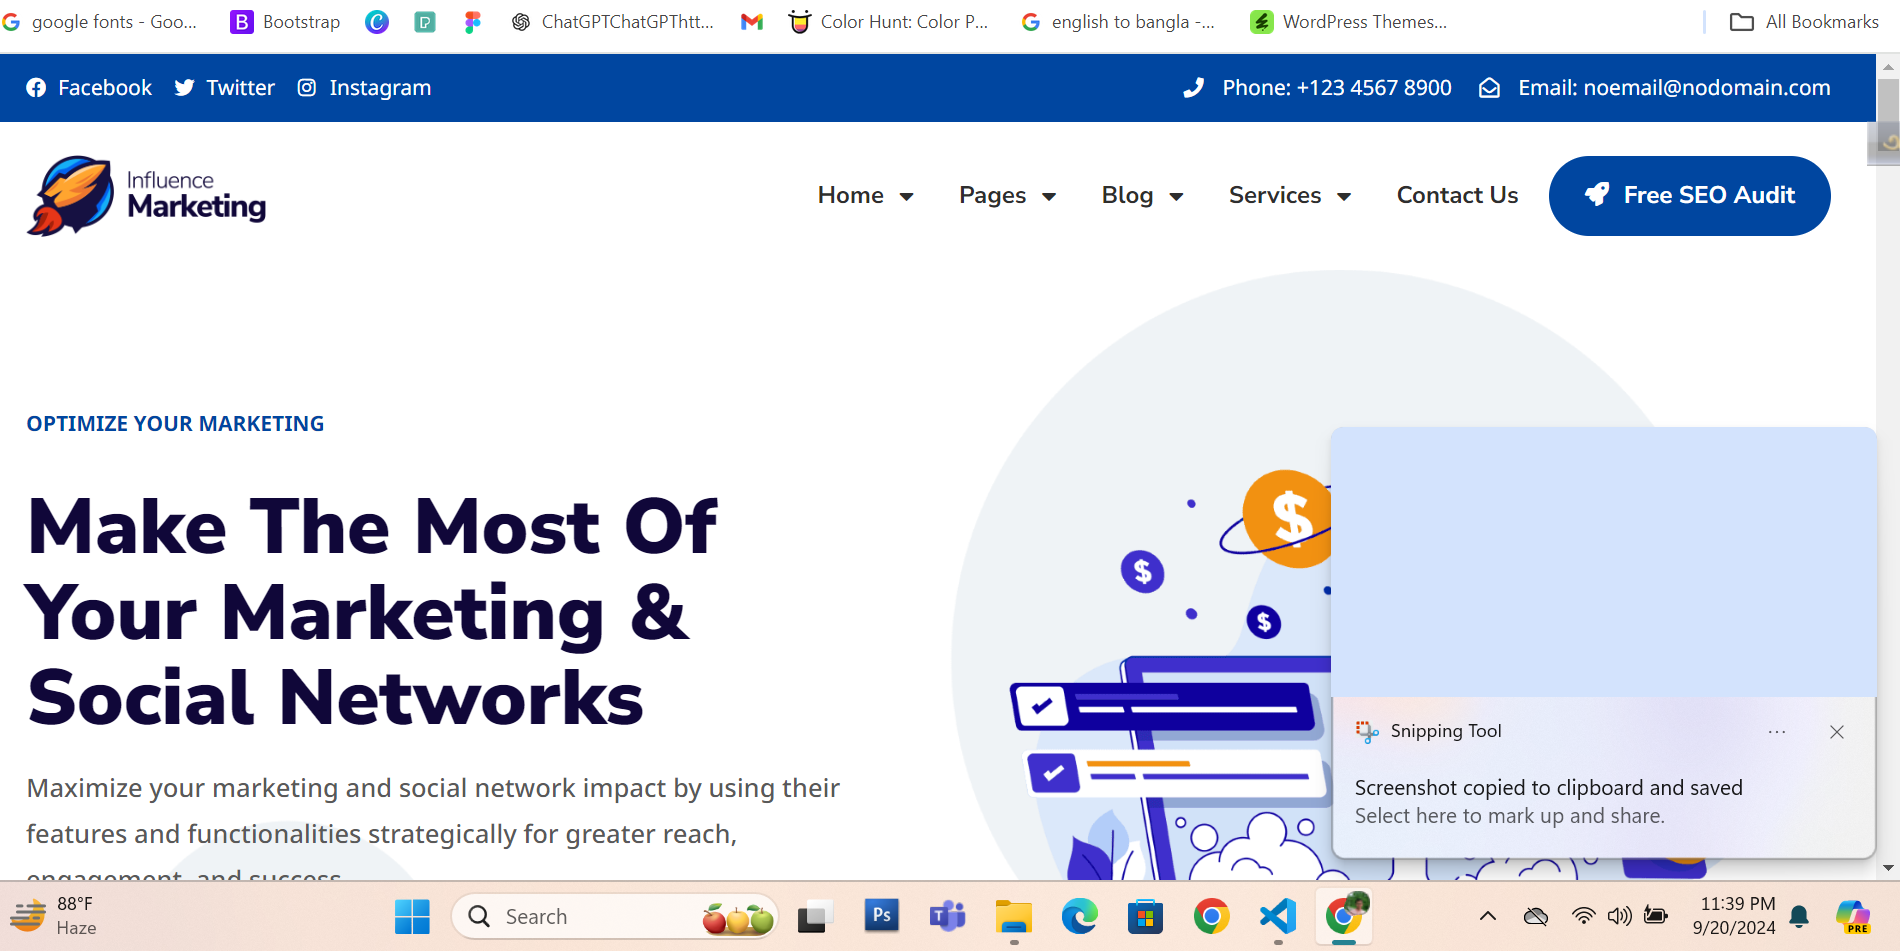 google fonts - Goo... Bootstrap ChatGPTChatGPThtt... Color Hunt: Color P... english to bangla -... WordPress Themes... All Bookmarks
Facebook Twitter Instagram Phone: +123 4567 8900 Email: noemail@nodomain.com
Influence
Marketing
Home Pages Blog Services Contact Us Free SEO Audit
OPTIMIZE YOUR MARKETING
Make The Most Of
Your Marketing &
Social Networks
Maximize your marketing and social network impact by using their
features and functionalities strategically for greater reach,
engagement, and success.
Snipping Tool
Screenshot copied to clipboard and saved
Select here to mark up and share.
88°F
Haze
Search
Ps
T
11:39 PM
9/20/2024
PRE